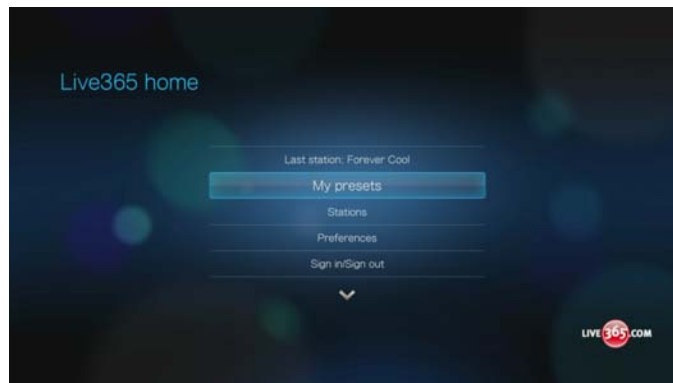 Live365 home
Last station: Forever Cool
My presets
Stations
Preferences
Sign in/Sign out
LIVE365.COM